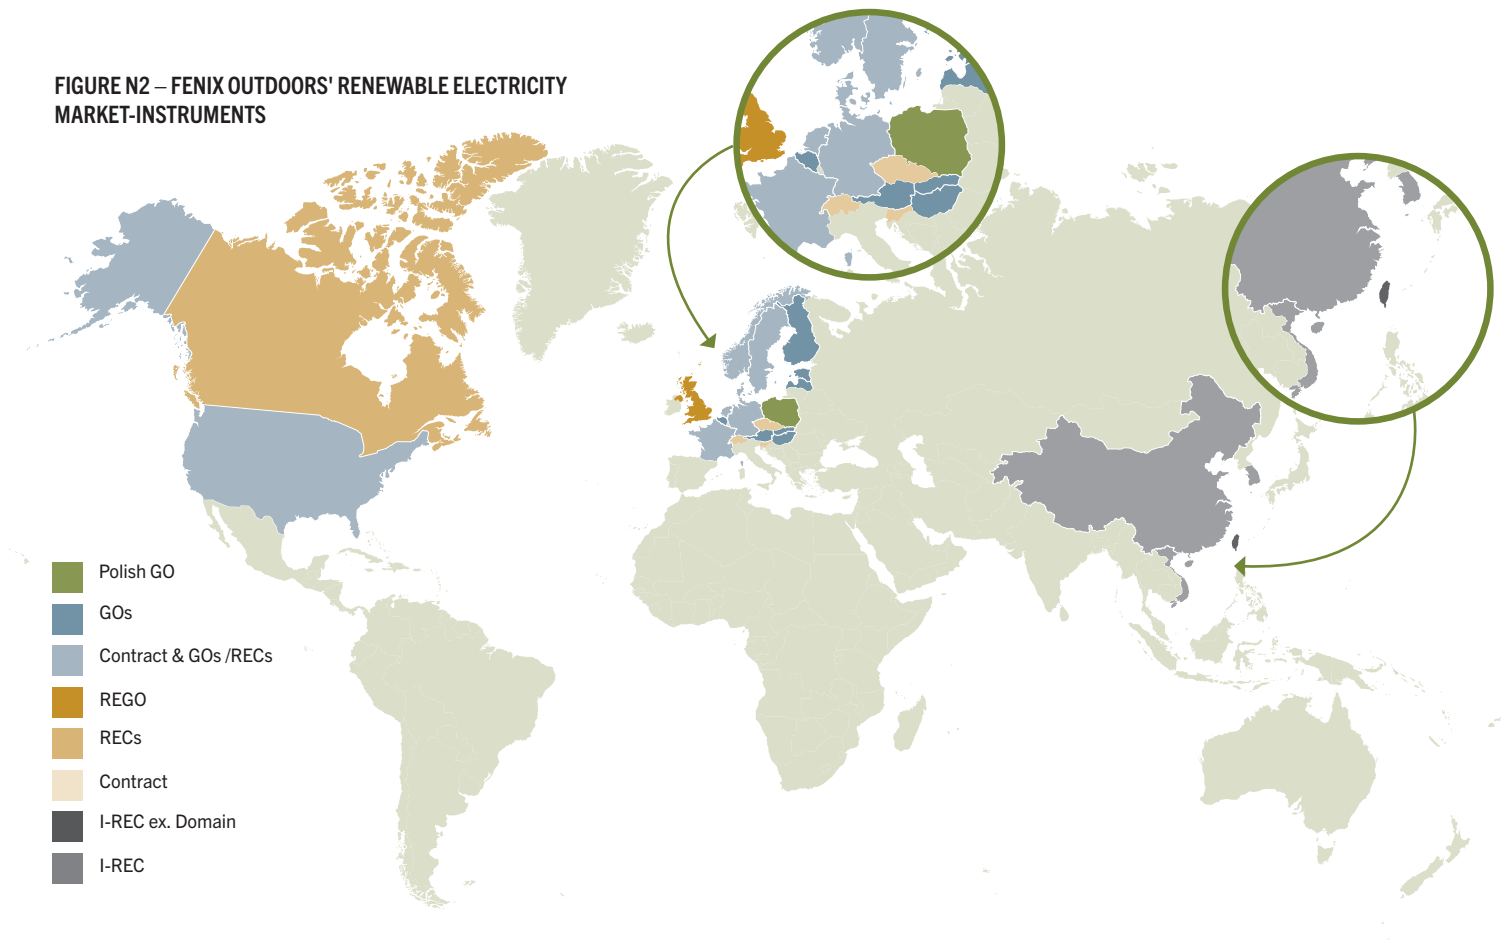 FIGURE N2 – FENIX OUTDOORS' RENEWABLE ELECTRICITY
MARKET-INSTRUMENTS
Polish GO
GOs
Contract & GOs /RECs
REGO
RECs
Contract
I-REC ex. Domain
I-REC